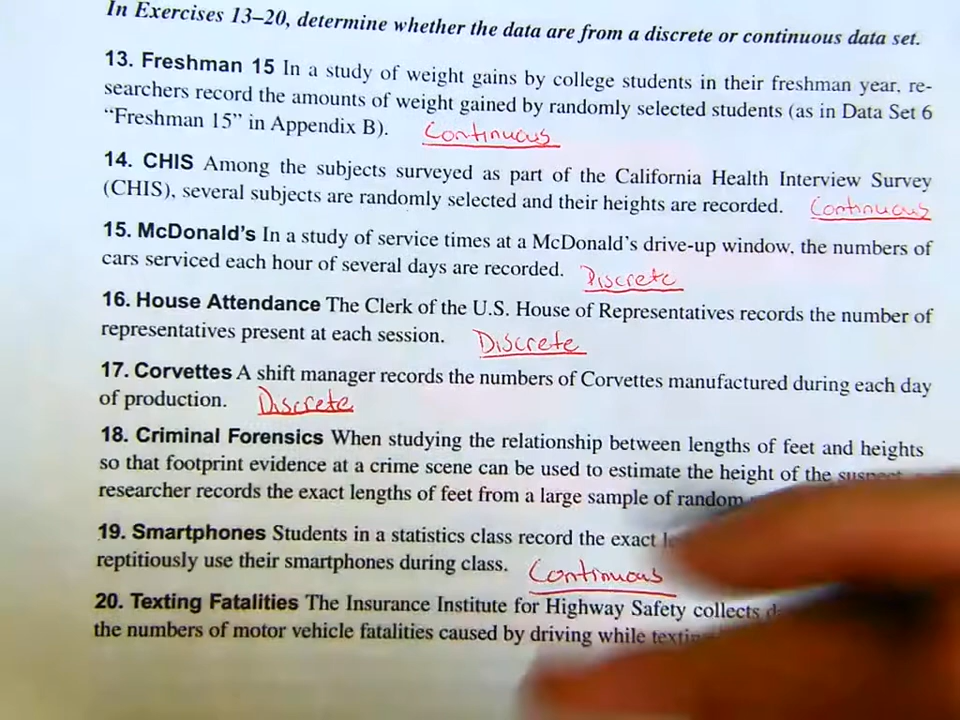 In Exercises 13–20, determine whether the data are from a discrete or continuous data set.
13. Freshman 15 In a study of weight gains by college students in their freshman year, re-
searchers record the amounts of weight gained by randomly selected students (as in Data Set 6
“Freshman 15” in Appendix B). Continuous
14. CHIS Among the subjects surveyed as part of the California Health Interview Survey
(CHIS), several subjects are randomly selected and their heights are recorded. Continuous
15. McDonald’s In a study of service times at a McDonald’s drive-up window, the numbers of
cars serviced each hour of several days are recorded. Discrete
16. House Attendance The Clerk of the U.S. House of Representatives records the number of
representatives present at each session. Discrete
17. Corvettes A shift manager records the numbers of Corvettes manufactured during each day
of production. Discrete
18. Criminal Forensics When studying the relationship between lengths of feet and heights
so that footprint evidence at a crime scene can be used to estimate the height of the suspect,
researcher records the exact lengths of feet from a large sample of random
19. Smartphones Students in a statistics class record the exact
reptitiously use their smartphones during class. Continuous
20. Texting Fatalities The Insurance Institute for Highway Safety collects
the numbers of motor vehicle fatalities caused by driving while